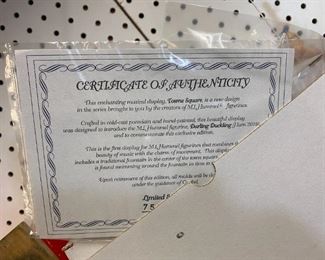 CERTIFICATE OF AUTHENTICITY
This enchanting musical display, Towne Square, is a new design
in the series brought to you by the creators of M.I. Hummel® figurines.
Crafted in cold-cast porcelain and hand-painted, this beautiful display
was designed to introduce the M.I. Hummel figurine, Darling Duckling
to commemorate this exclusive edition.
This is the first display for M.I. Hummel figurines that combines the
beauty of music with the charm of movement. This display
includes a traditional fountain in the center of the town square
fountain is
Upon retirement of this edition, all molds will be
under the guidance of
Limited
7,5